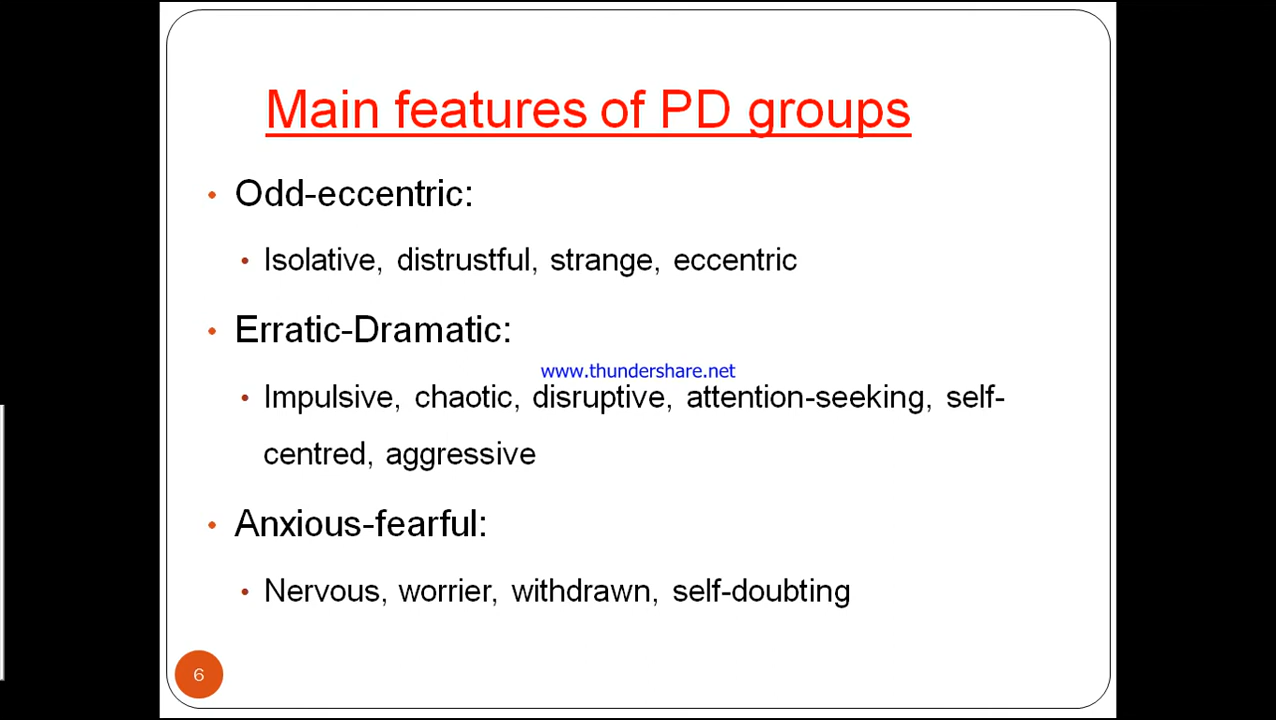 Main features of PD groups
• Odd-eccentric:
• Isolative, distrustful, strange, eccentric
• Erratic-Dramatic:
www.thundershare.net
• Impulsive, chaotic, disruptive, attention-seeking, self-
centred, aggressive
• Anxious-fearful:
• Nervous, worrier, withdrawn, self-doubting
6